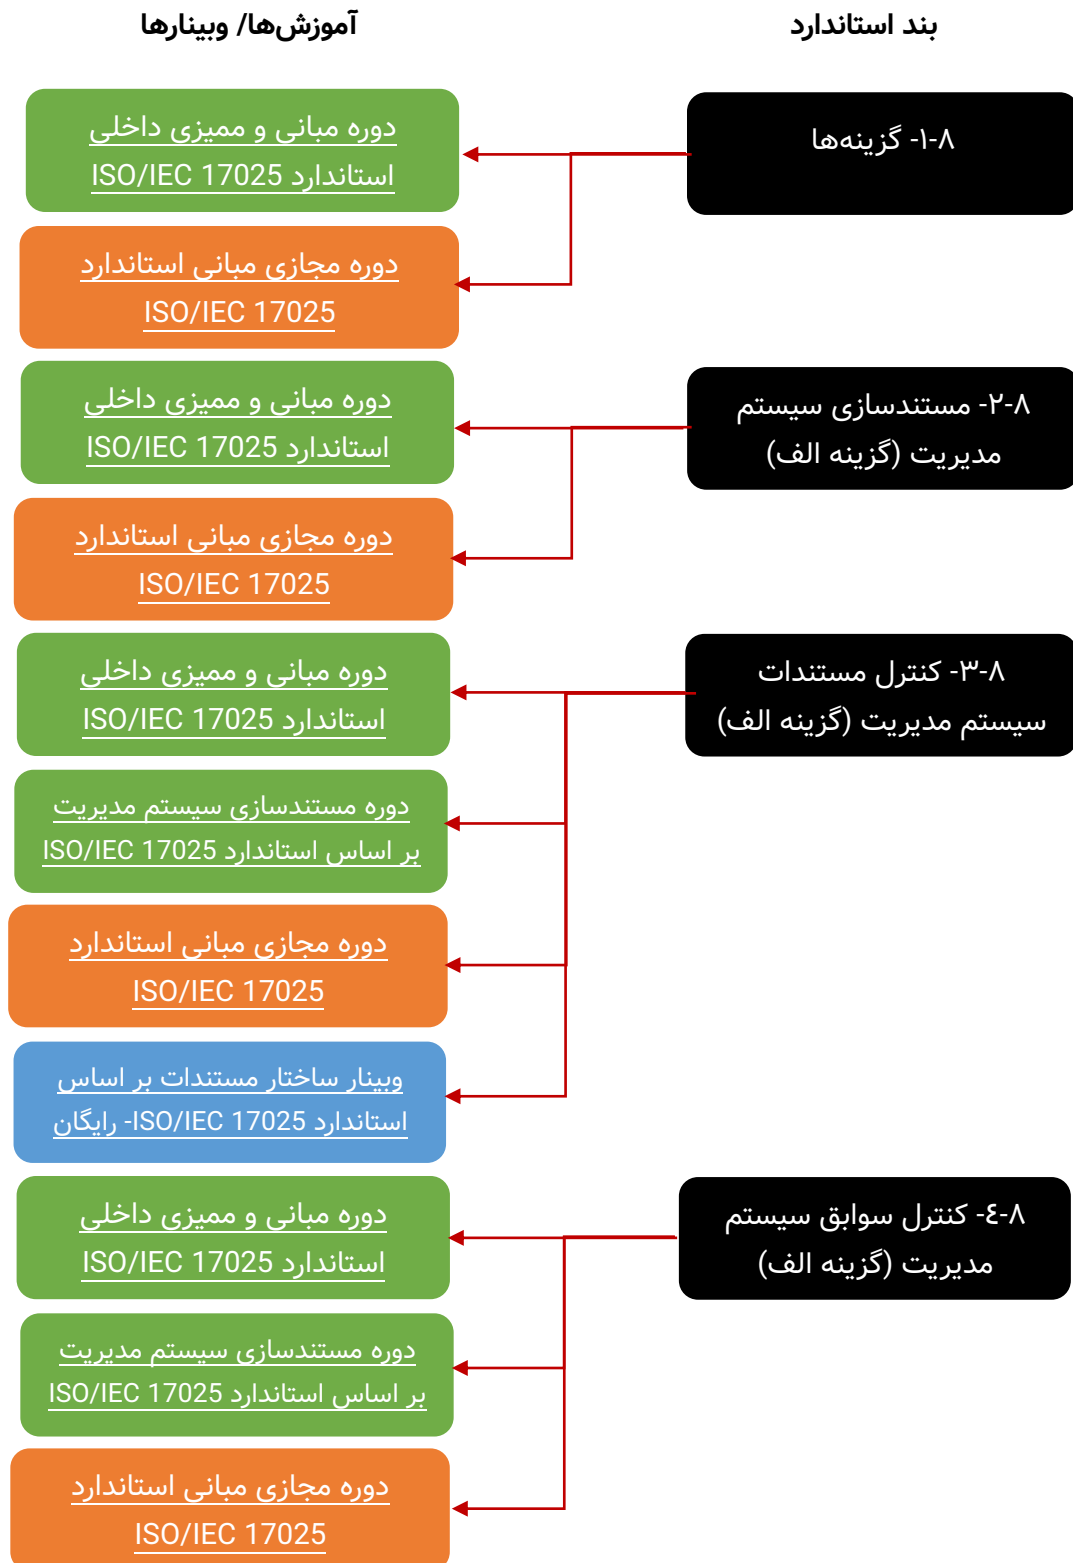 بند استاندارد
آموزش‌ها/ وبینارها
۸-۱- گزینه‌ها
دوره مبانی و ممیزی داخلی
استاندارد ISO/IEC 17025
دوره مجازی مبانی استاندارد
ISO/IEC 17025
۸-۲- مستندسازی سیستم
مدیریت (گزینه الف)
دوره مبانی و ممیزی داخلی
استاندارد ISO/IEC 17025
دوره مجازی مبانی استاندارد
ISO/IEC 17025
۸-۳- کنترل مستندات
سیستم مدیریت (گزینه الف)
دوره مبانی و ممیزی داخلی
استاندارد ISO/IEC 17025
دوره مستندسازی سیستم مدیریت
بر اساس استاندارد ISO/IEC 17025
دوره مجازی مبانی استاندارد
ISO/IEC 17025
وبینار ساختار مستندات بر اساس
استاندارد ISO/IEC 17025- رایگان
۸-٤- کنترل سوابق سیستم
مدیریت (گزینه الف)
دوره مبانی و ممیزی داخلی
استاندارد ISO/IEC 17025
دوره مستندسازی سیستم مدیریت
بر اساس استاندارد ISO/IEC 17025
دوره مجازی مبانی استاندارد
ISO/IEC 17025